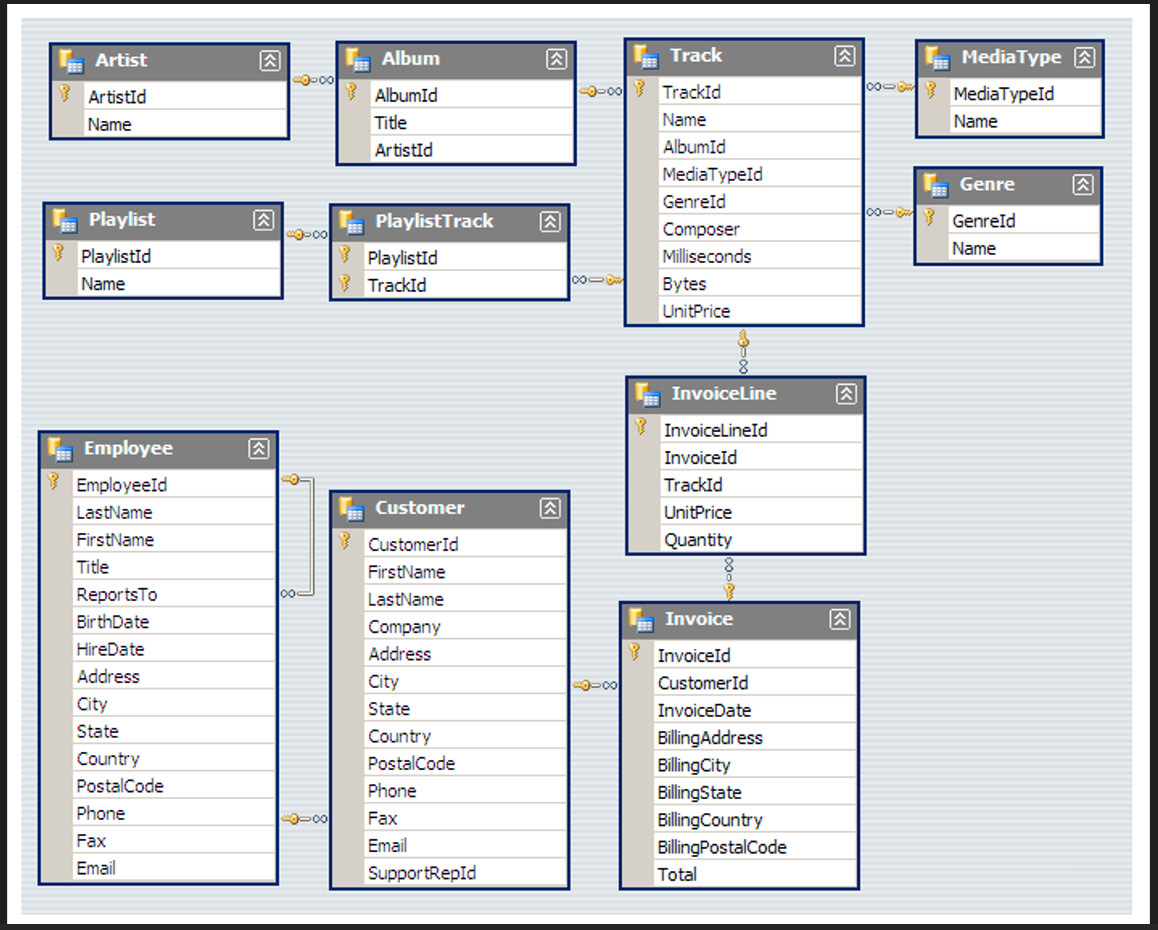 Artist
ArtistId
Name
Album
AlbumId
Title
ArtistId
Track
TrackId
Name
AlbumId
MediaTypeId
GenreId
Composer
Milliseconds
Bytes
UnitPrice
MediaType
MediaTypeId
Name
Genre
GenreId
Name
Playlist
PlaylistId
Name
PlaylistTrack
PlaylistId
TrackId
InvoiceLine
InvoiceLineId
InvoiceId
TrackId
UnitPrice
Quantity
Employee
EmployeeId
LastName
FirstName
Title
ReportsTo
BirthDate
HireDate
Address
City
State
Country
PostalCode
Phone
Fax
Email
Customer
CustomerId
FirstName
LastName
Company
Address
City
State
Country
PostalCode
Phone
Fax
Email
SupportRepId
Invoice
InvoiceId
CustomerId
InvoiceDate
BillingAddress
BillingCity
BillingState
BillingCountry
BillingPostalCode
Total